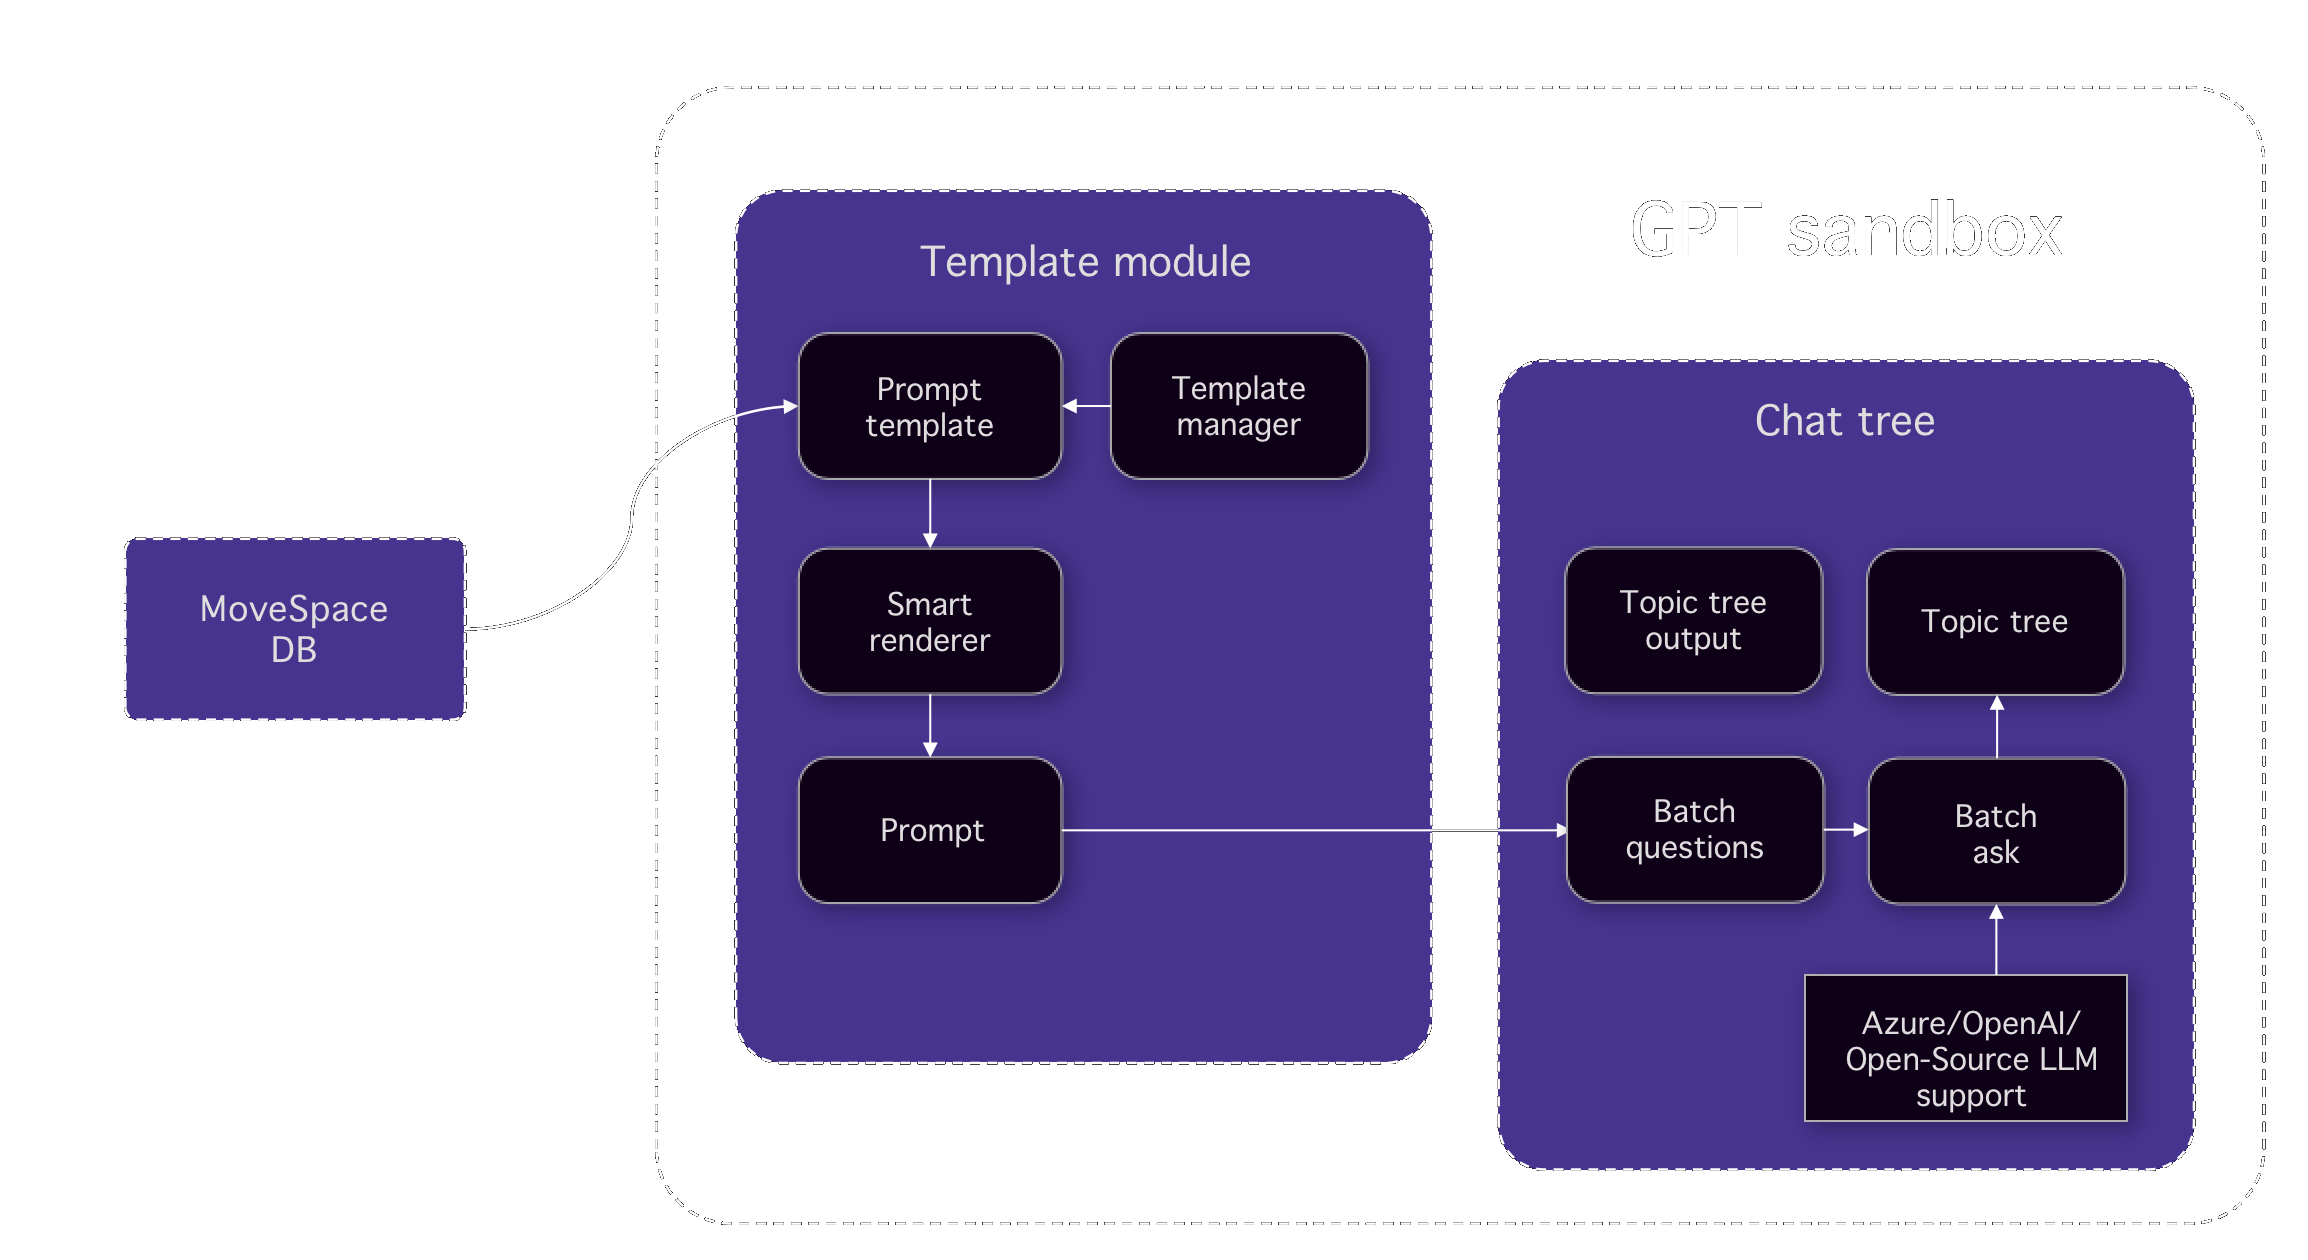 GPT sandbox
Template module
Prompt
template
Template
manager
Smart
renderer
Prompt
MoveSpace
DB
Chat tree
Topic tree
output
Topic tree
Batch
questions
Batch
ask
Azure/OpenAI/
Open-Source LLM
support